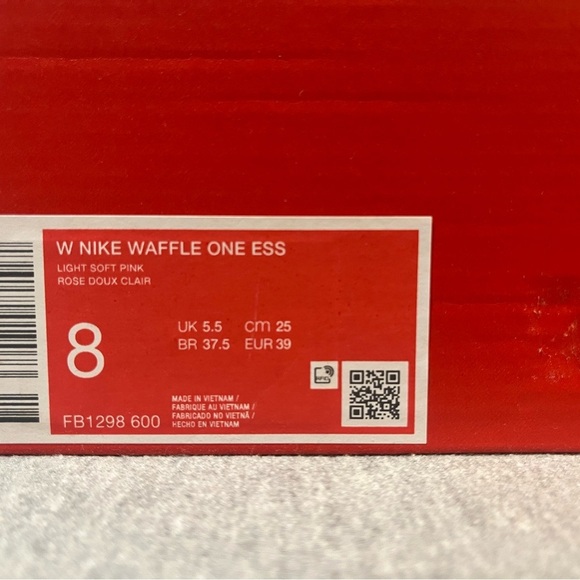 W NIKE WAFFLE ONE ESS
LIGHT SOFT PINK
ROSE DOUX CLAIR
8
UK 5.5 cm 25
BR 37.5 EUR 39
FB1298 600
MADE IN VIETNAM /
FABRIQUE AU VIETNAM /
FABRICADO NO VIETNÃ /
HECHO EN VIETNAM